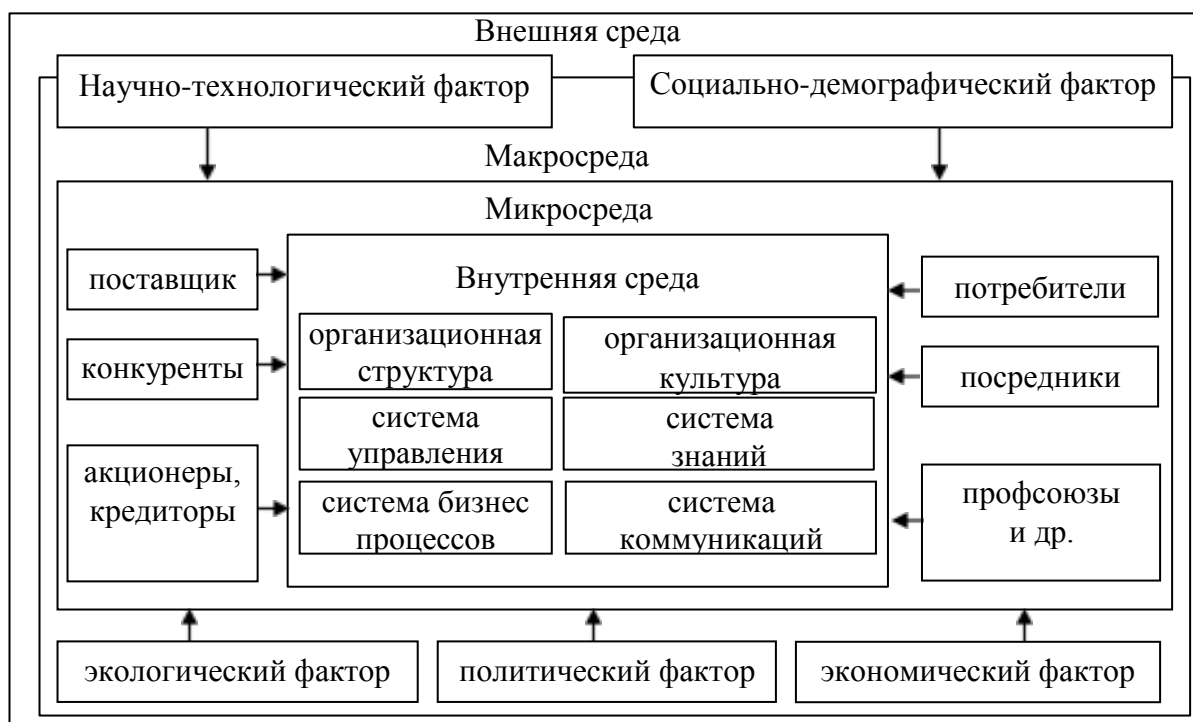 Внешняя среда
Научно-технологический фактор
Социально-демографический фактор
Макросреда
Микросреда
поставщик
конкуренты
акционеры,
кредиторы
Внутренняя среда
организационная
структура
организационная
культура
система
управления
система
знаний
система бизнес
процессов
система
коммуникаций
потребители
посредники
профсоюзы
и др.
экологический фактор
политический фактор
экономический фактор